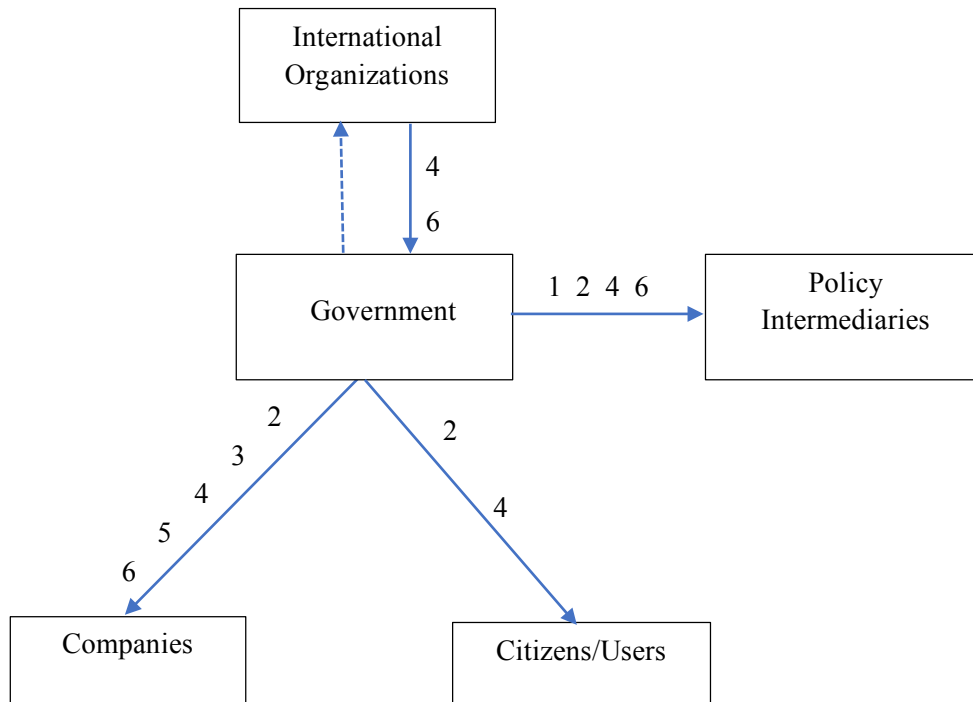 International
Organizations
4
6
Government
1 2 4 6
Policy
Intermediaries
2
3
4
5
6
2
4
Companies
Citizens/Users